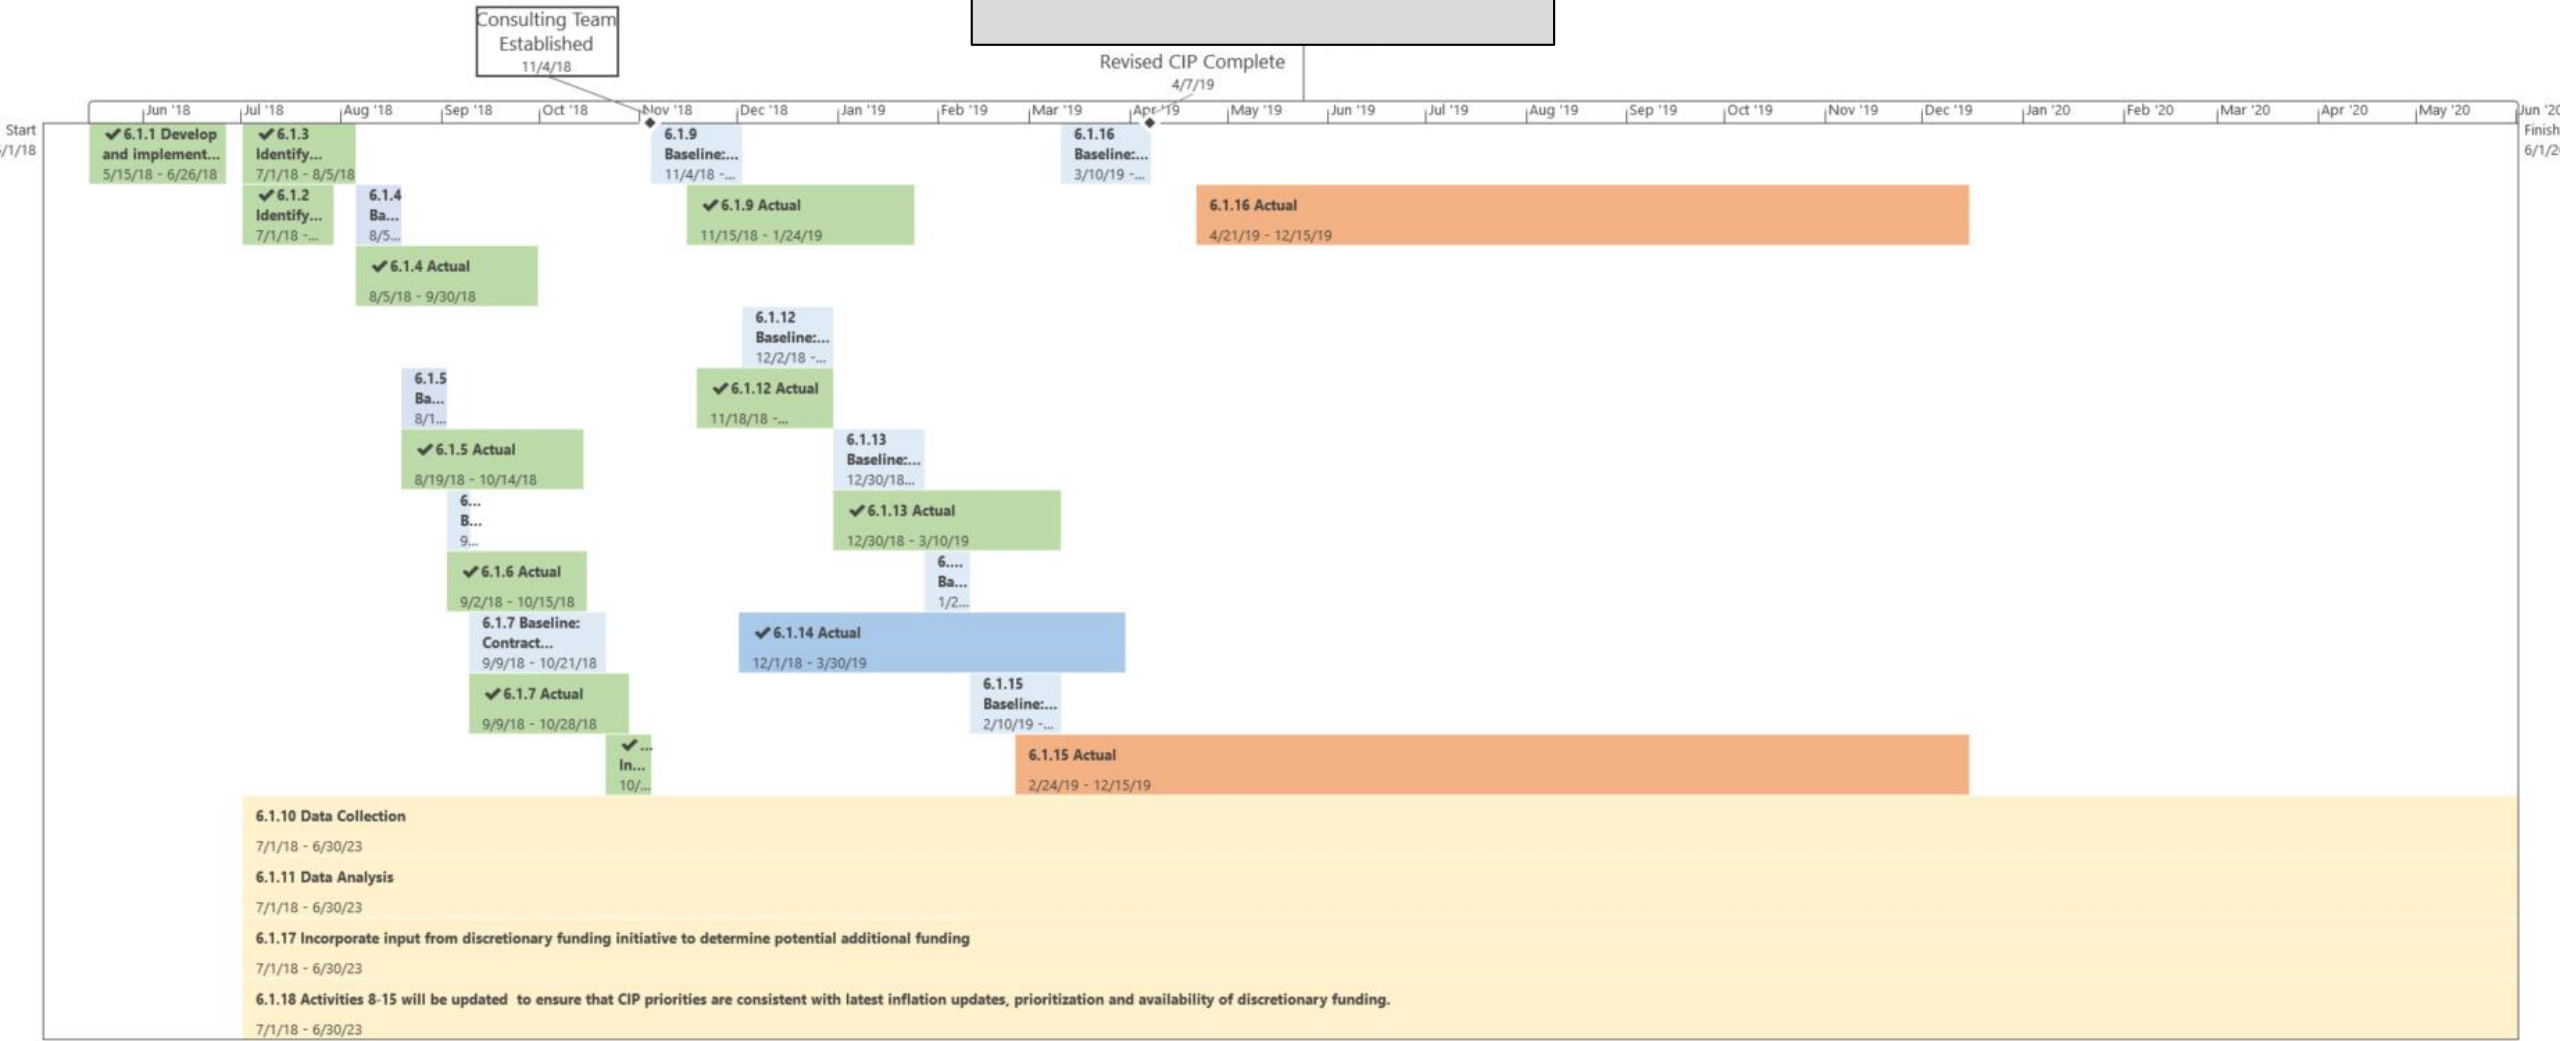 Consulting Team
Established
11/4/18
Revised CIP Complete
4/7/19
Jun '18 Jul '18 Aug '18 Sep '18 Oct '18 Nov '18 Dec '18 Jan '19 Feb '19 Mar '19 Apr '19 May '19 Jun '19 Jul '19 Aug '19 Sep '19 Oct '19 Nov '19 Dec '19 Jan '20 Feb '20 Mar '20 Apr '20 May '20 Jun '20
Start
/1/18
Finish
6/1/2
✔6.1.1 Develop
and implement...
5/15/18 - 6/26/18
✔6.1.3
Identify...
7/1/18 - 8/5/18
6.1.9
Baseline:...
11/4/18 -...
6.1.16
Baseline:...
3/10/19 -...
✔6.1.2
Identify...
7/1/18 -...
6.1.4
Ba...
8/5...
✔6.1.9 Actual
11/15/18 - 1/24/19
6.1.16 Actual
4/21/19 - 12/15/19
✔6.1.4 Actual
8/5/18 - 9/30/18
6.1.12
Baseline:...
12/2/18 -...
6.1.5
Ba...
8/1...
✔6.1.12 Actual
11/18/18 -...
✔6.1.5 Actual
8/19/18 - 10/14/18
6.1.13
Baseline:...
12/30/18...
6...
B...
9...
✔6.1.13 Actual
12/30/18 - 3/10/19
✔6.1.6 Actual
9/2/18 - 10/15/18
6....
Ba...
1/2...
6.1.7 Baseline:
Contract...
9/9/18 - 10/21/18
✔6.1.14 Actual
12/1/18 - 3/30/19
✔6.1.7 Actual
9/9/18 - 10/28/18
6.1.15
Baseline:...
2/10/19 -...
✔...
In...
10/...
6.1.15 Actual
2/24/19 - 12/15/19
6.1.10 Data Collection
7/1/18 - 6/30/23
6.1.11 Data Analysis
7/1/18 - 6/30/23
6.1.17 Incorporate input from discretionary funding initiative to determine potential additional funding
7/1/18 - 6/30/23
6.1.18 Activities 8-15 will be updated  to ensure that CIP priorities are consistent with latest inflation updates, prioritization and availability of discretionary funding.
7/1/18 - 6/30/23